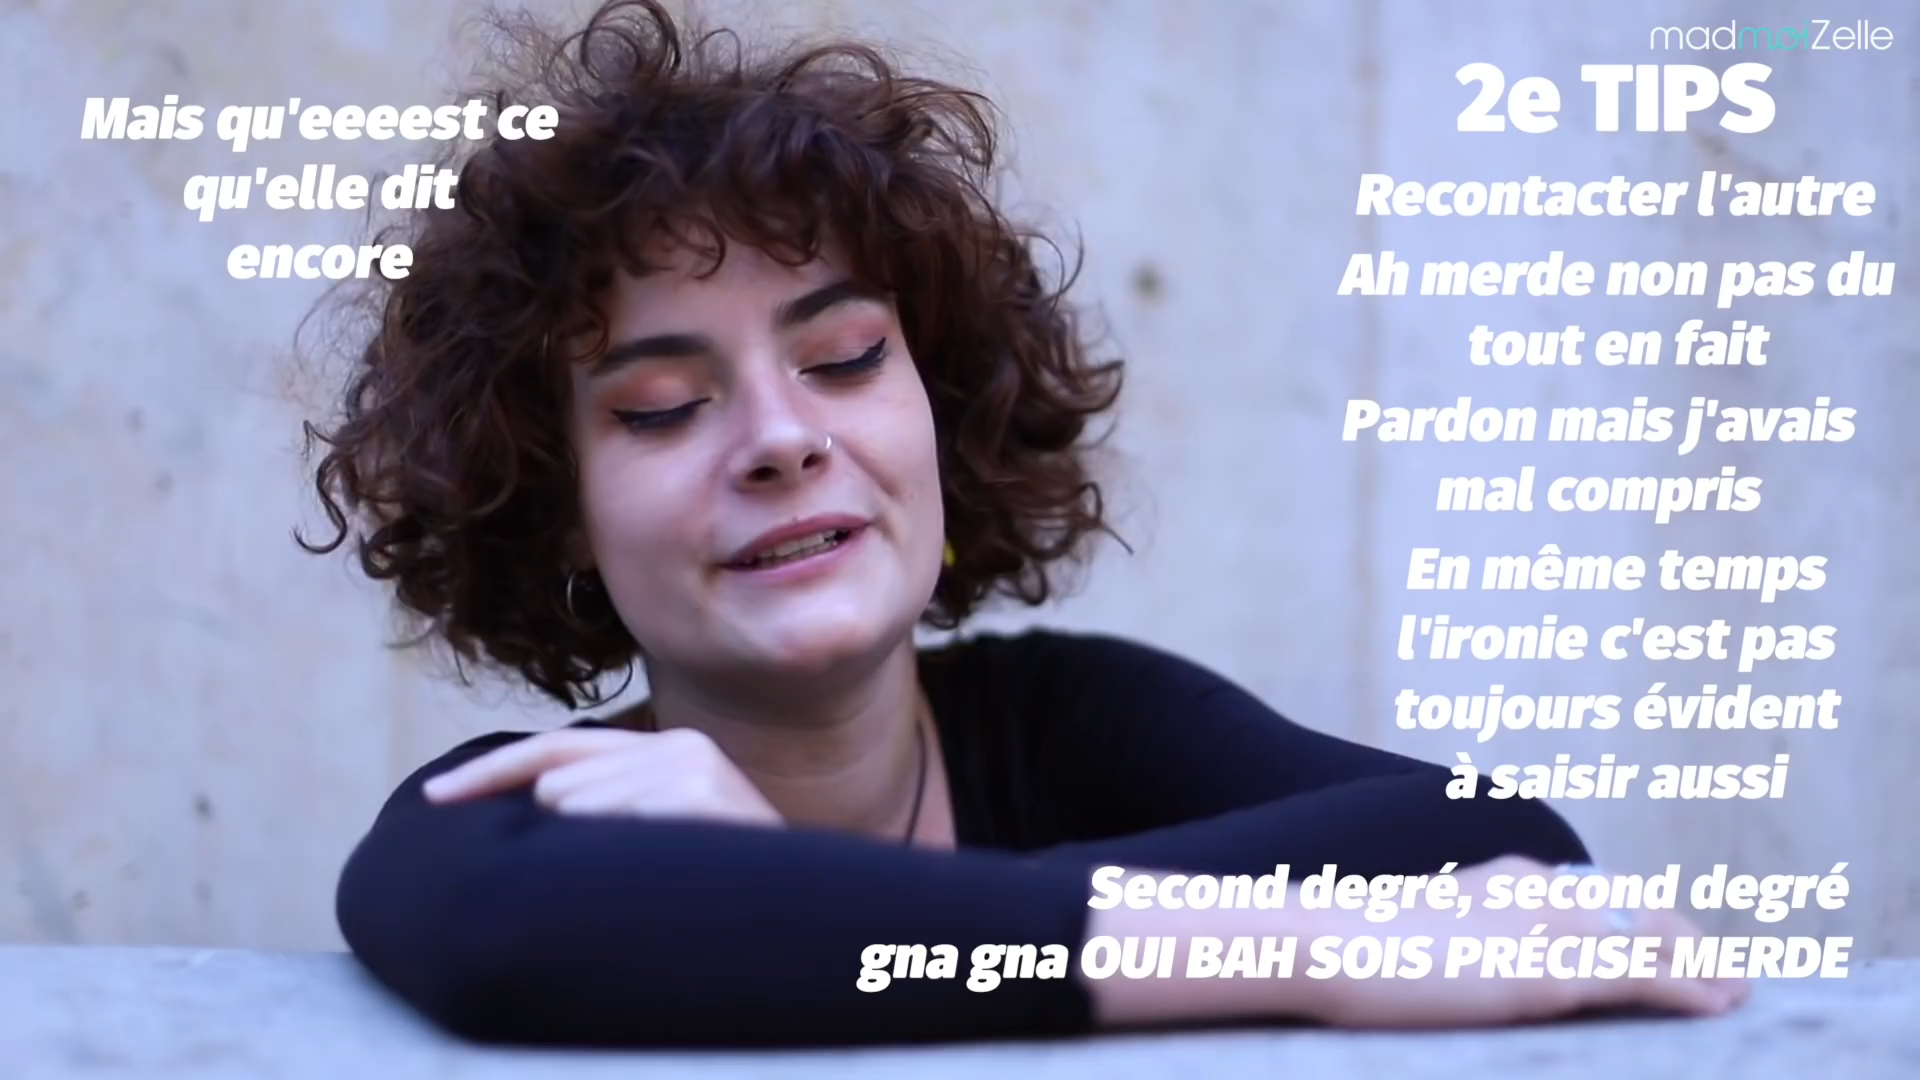 madmoiZelle
Mais qu'eeeest ce
qu'elle dit
encore
2e TIPS
Recontacter l'autre
Ah merde non pas du
tout en fait
Pardon mais j'avais
mal compris
En même temps
l'ironie c'est pas
toujours évident
à saisir aussi
Second degré, second degré
gna gna OUI BAH SOIS PRÉCISE MERDE